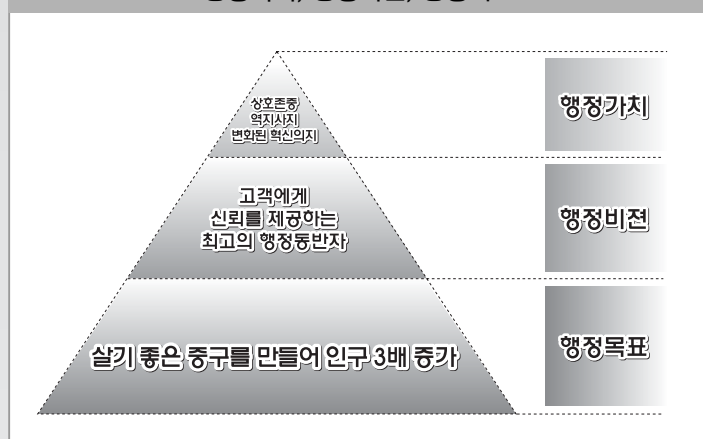 상호존중
역지사지
변화된 혁신의지
행정가치
고객에게
신뢰를 제공하는
최고의 행정동반자
행정비젼
살기 좋은 중구를 만들어 인구 3배 증가
행정목표